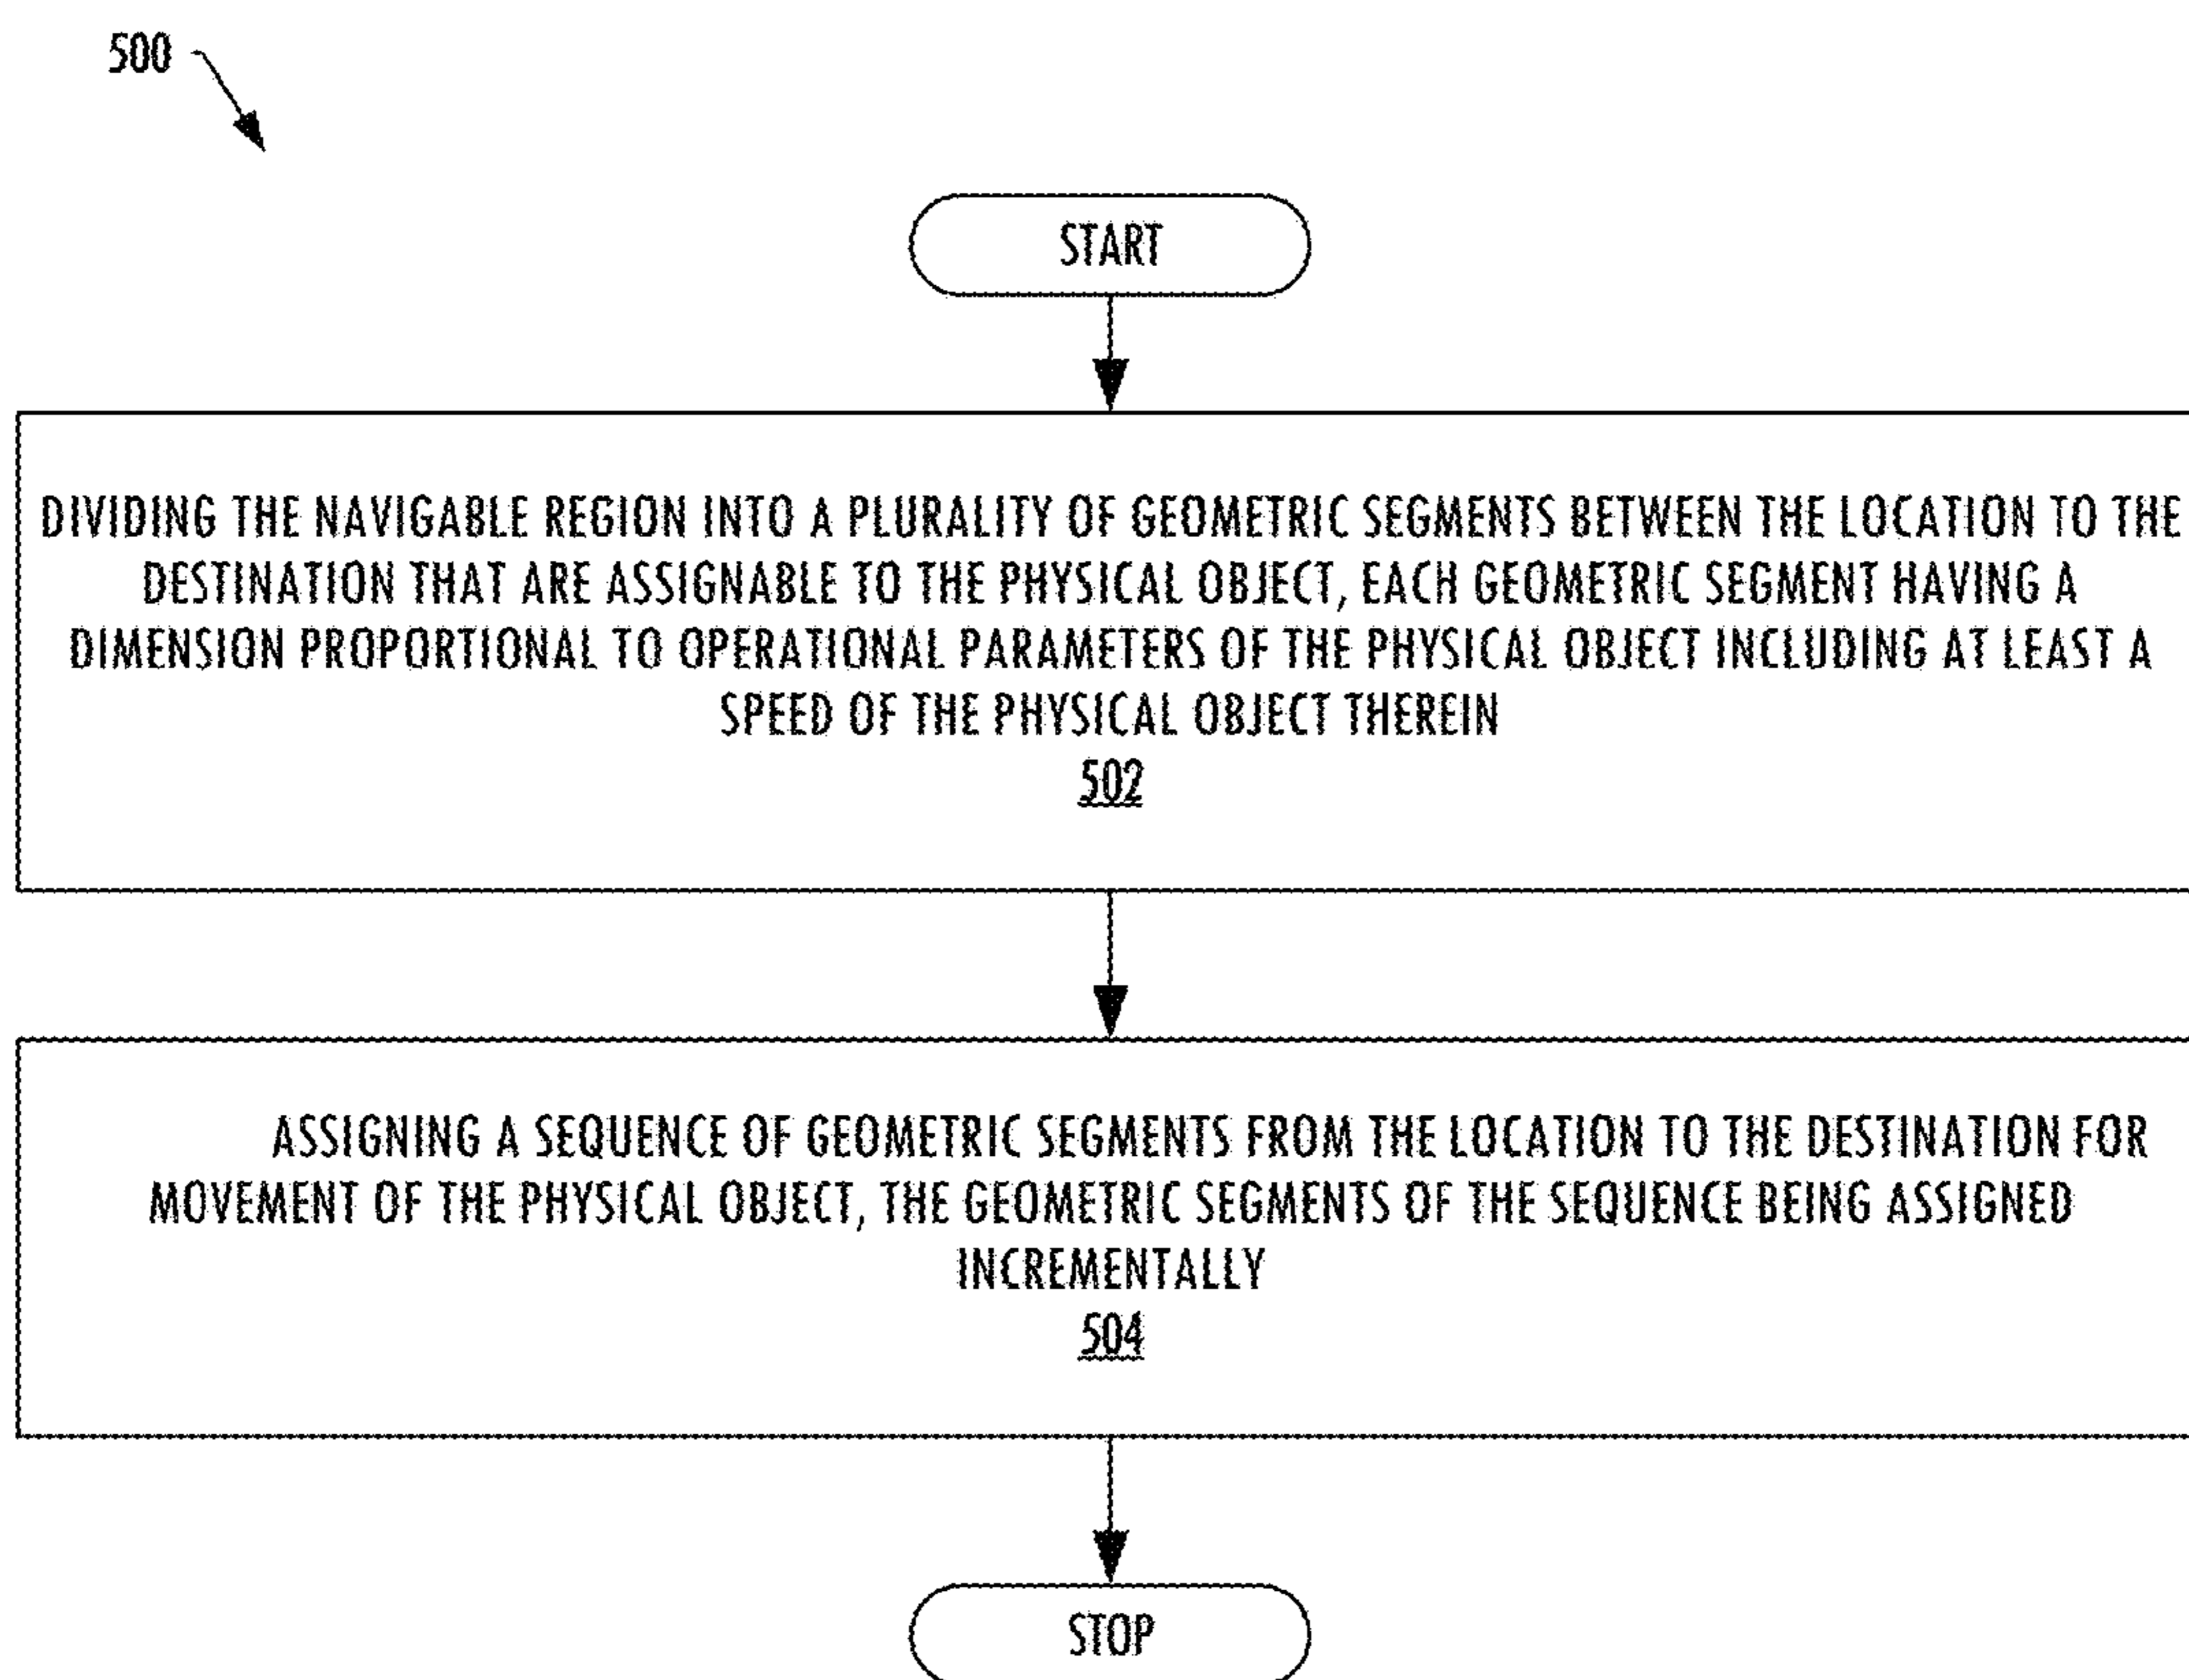 500
START
DIVIDING THE NAVIGABLE REGION INTO A PLURALITY OF GEOMETRIC SEGMENTS BETWEEN THE LOCATION TO THE
DESTINATION THAT ARE ASSIGNABLE TO THE PHYSICAL OBJECT, EACH GEOMETRIC SEGMENT HAVING A
DIMENSION PROPORTIONAL TO OPERATIONAL PARAMETERS OF THE PHYSICAL OBJECT INCLUDING AT LEAST A
SPEED OF THE PHYSICAL OBJECT THEREIN
502
ASSIGNING A SEQUENCE OF GEOMETRIC SEGMENTS FROM THE LOCATION TO THE DESTINATION FOR
MOVEMENT OF THE PHYSICAL OBJECT, THE GEOMETRIC SEGMENTS OF THE SEQUENCE BEING ASSIGNED
INCREMENTALLY
504
STOP